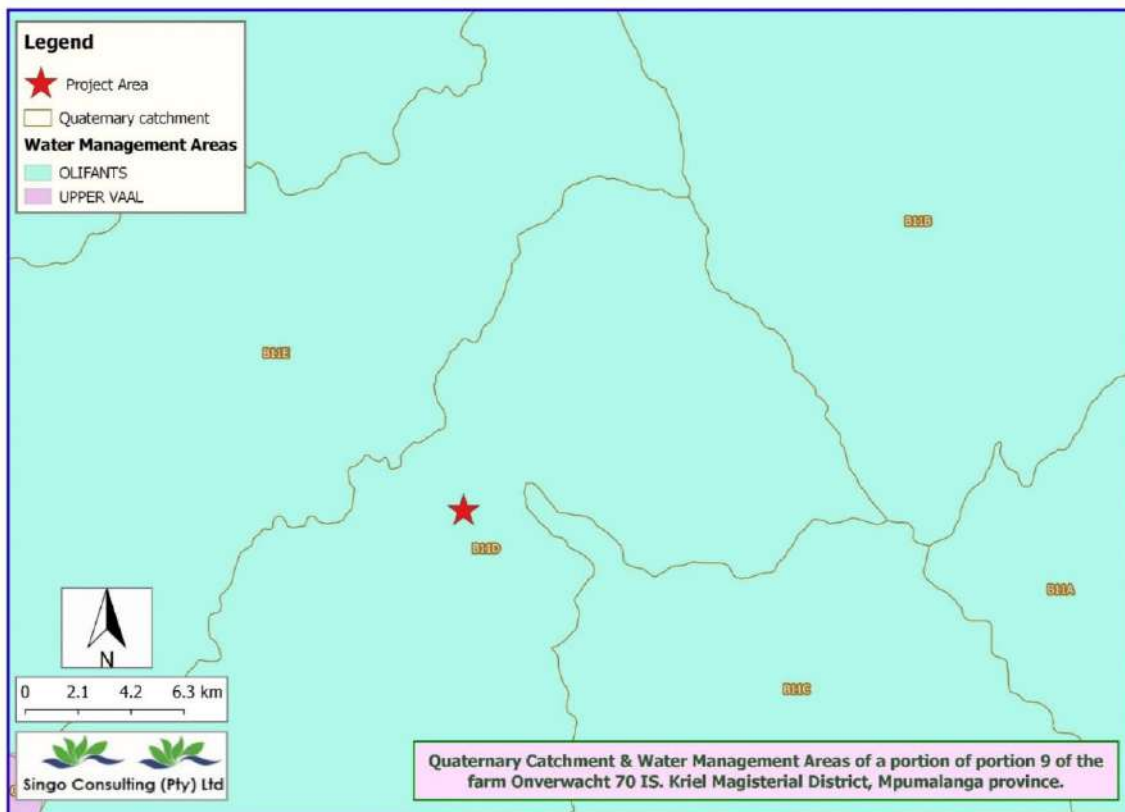 Legend
Project Area
Quaternary catchment
Water Management Areas
OLIFANTS
UPPER VAAL
B11B
B11E
B11D
B11A
B11C
N
0 2.1 4.2 6.3 km
Singo Consulting (Pty) Ltd
Quaternary Catchment & Water Management Areas of a portion of portion 9 of the
farm Onverwacht 70 IS. Kriel Magisterial District, Mpumalanga province.